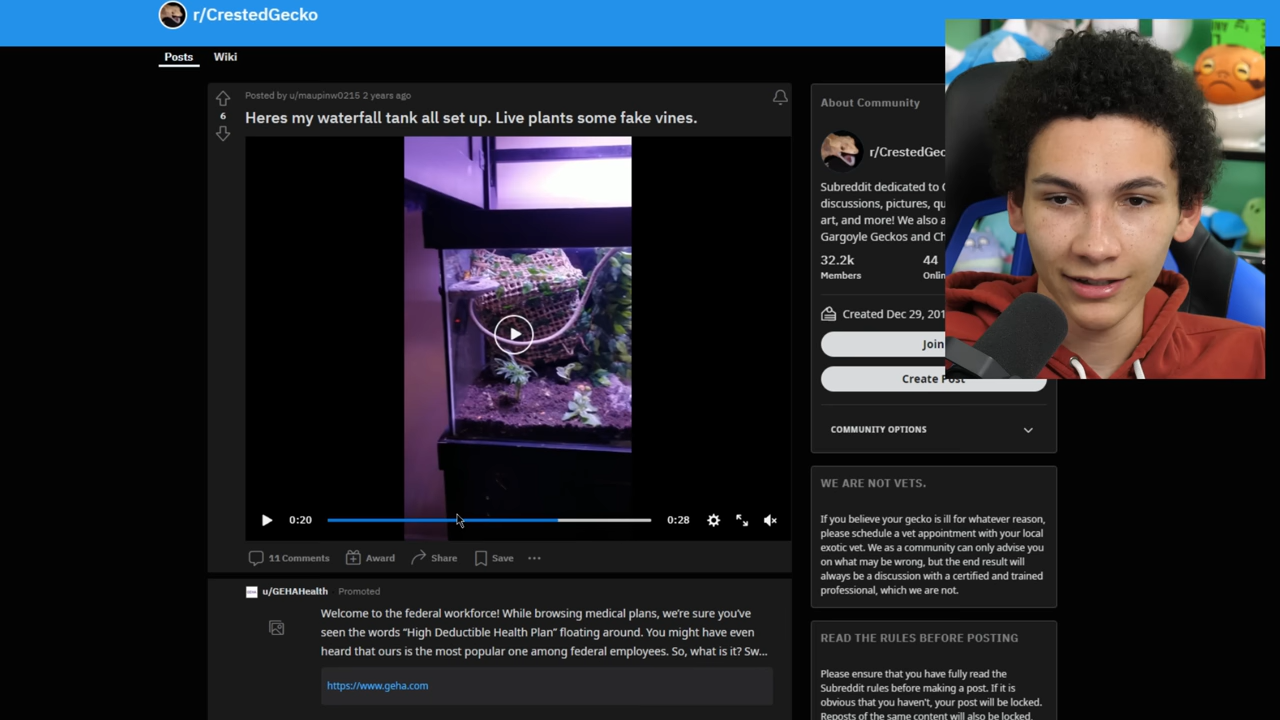 r/CrestedGecko
Posts Wiki
Posted by u/maupinw0215 2 years ago
6
Heres my waterfall tank all set up. Live plants some fake vines.
0:20 0:28
11 Comments Award Share Save
u/GEHAHealth Promoted
Welcome to the federal workforce! While browsing medical plans, we're sure you've
seen the words "High Deductible Health Plan" floating around. You might have even
heard that ours is the most popular one among federal employees. So, what is it? Sw...
https://www.geha.com
About Community
r/CrestedGec
Subreddit dedicated to
discussions, pictures, qu
art, and more! We also a
Gargoyle Geckos and Ch
32.2k 44
Members Onlin
Created Dec 29, 201
Join
Create Post
COMMUNITY OPTIONS
WE ARE NOT VETS.
If you believe your gecko is ill for whatever reason,
please schedule a vet appointment with your local
exotic vet. We as a community can only advise you
on what may be wrong, but the end result will
always be a discussion with a certified and trained
professional, which we are not.
READ THE RULES BEFORE POSTING
Please ensure that you have fully read the
Subreddit rules before making a post. If it is
obvious that you haven't, your post will be locked.
Reposts of the same content will also be locked.